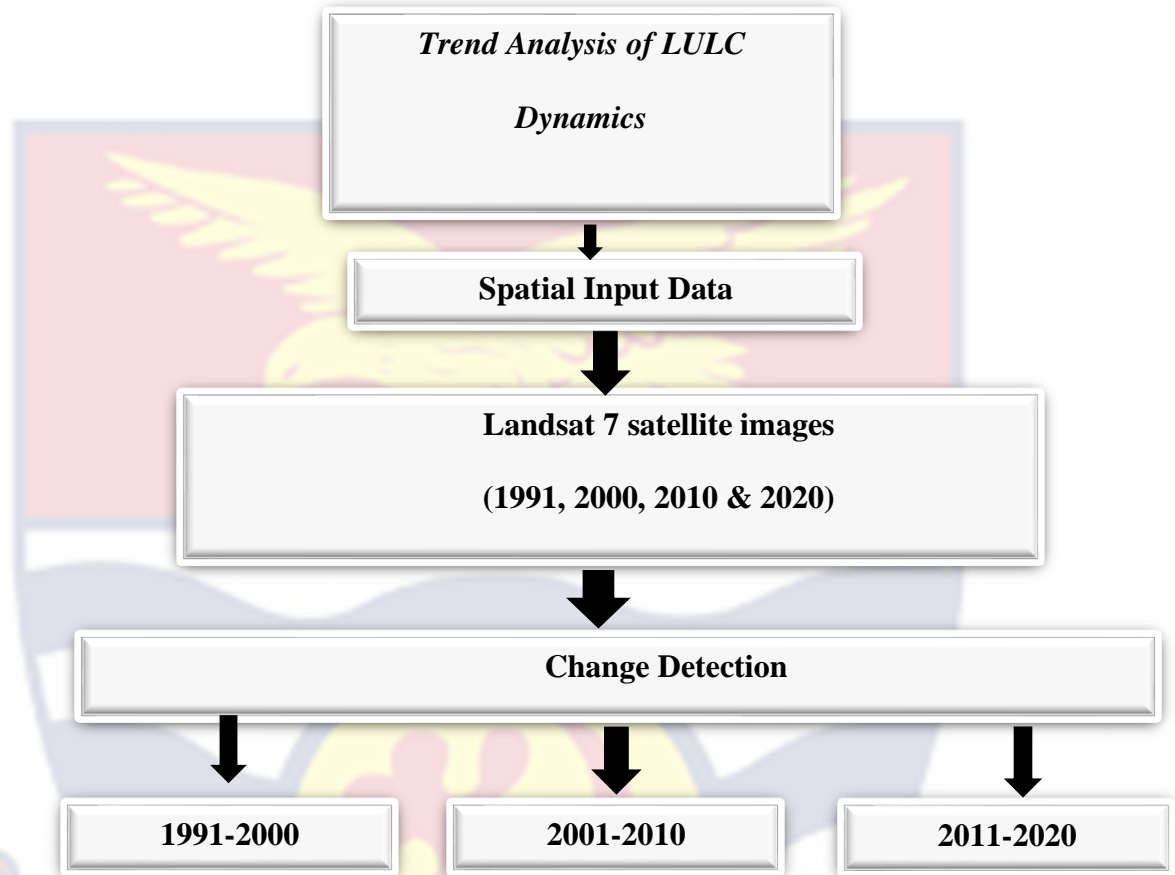 Trend Analysis of LULC
Dynamics
Spatial Input Data
Landsat 7 satellite images
(1991, 2000, 2010 & 2020)
Change Detection
1991-2000
2001-2010
2011-2020